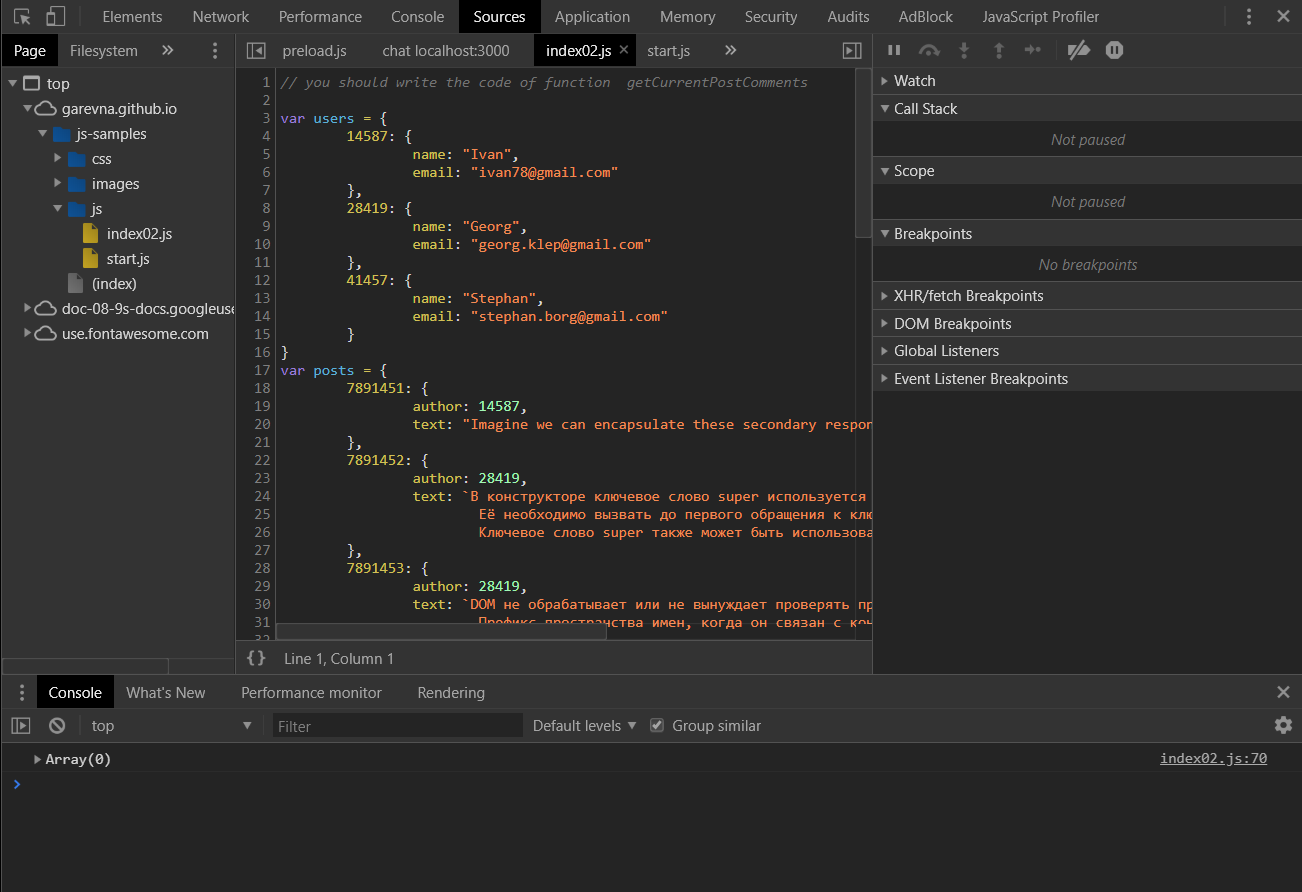 Elements Network Performance Console Sources Application Memory Security Audits AdBlock JavaScript Profiler
Page Filesystem »
preload.js chat localhost:3000 index02.js × start.js »
top
garevna.github.io
js-samples
css
images
js
index02.js
start.js
(index)
doc-08-9s-docs.googleuse
use.fontawesome.com
1 // you should write the code of function  getCurrentPostComments
2
3 var users = {
4 14587: {
5 name: "Ivan",
6 email: "ivan78@gmail.com"
7 },
8 28419: {
9 name: "Georg",
10 email: "georg.klep@gmail.com"
11 },
12 41457: {
13 name: "Stephan",
14 email: "stephan.borg@gmail.com"
15 }
16 }
17 var posts = {
18 7891451: {
19 author: 14587,
20 text: "Imagine we can encapsulate these secondary respon
21 },
22 7891452: {
23 author: 28419,
24 text: `В конструкторе ключевое слово super используется
25 Её необходимо вызвать до первого обращения к клю
26 Ключевое слово super также может быть использова
27 },
28 7891453: {
29 author: 28419,
30 text: `DOM не обрабатывает или не вынуждает проверять пр
31 Префикс пространства имен, когда он связан с кон
32
{} Line 1, Column 1
Watch
Call Stack
Not paused
Scope
Not paused
Breakpoints
No breakpoints
XHR/fetch Breakpoints
DOM Breakpoints
Global Listeners
Event Listener Breakpoints
Console What's New Performance monitor Rendering
top Filter Default levels Group similar
Array(0) index02.js:70